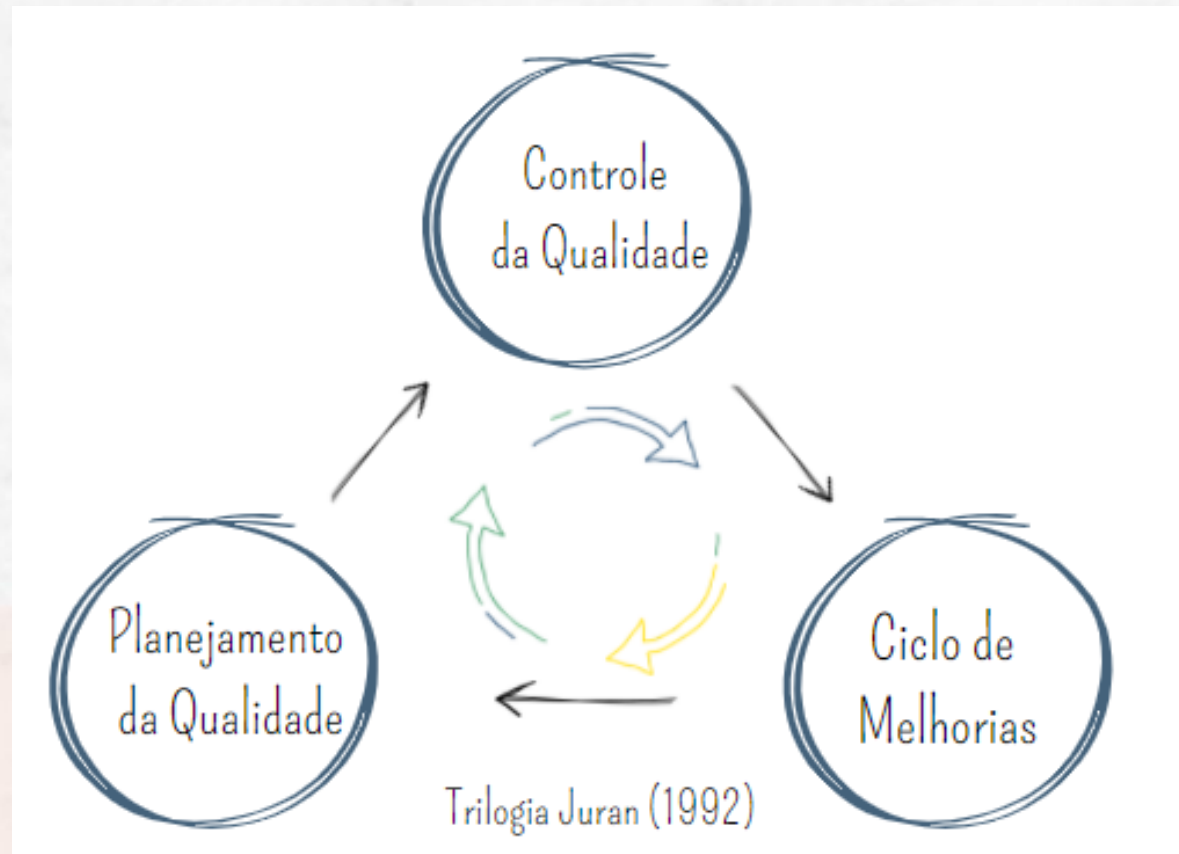 Controle
da Qualidade
Planejamento
da Qualidade
Ciclo de
Melhorias
Trilogia Juran (1992)